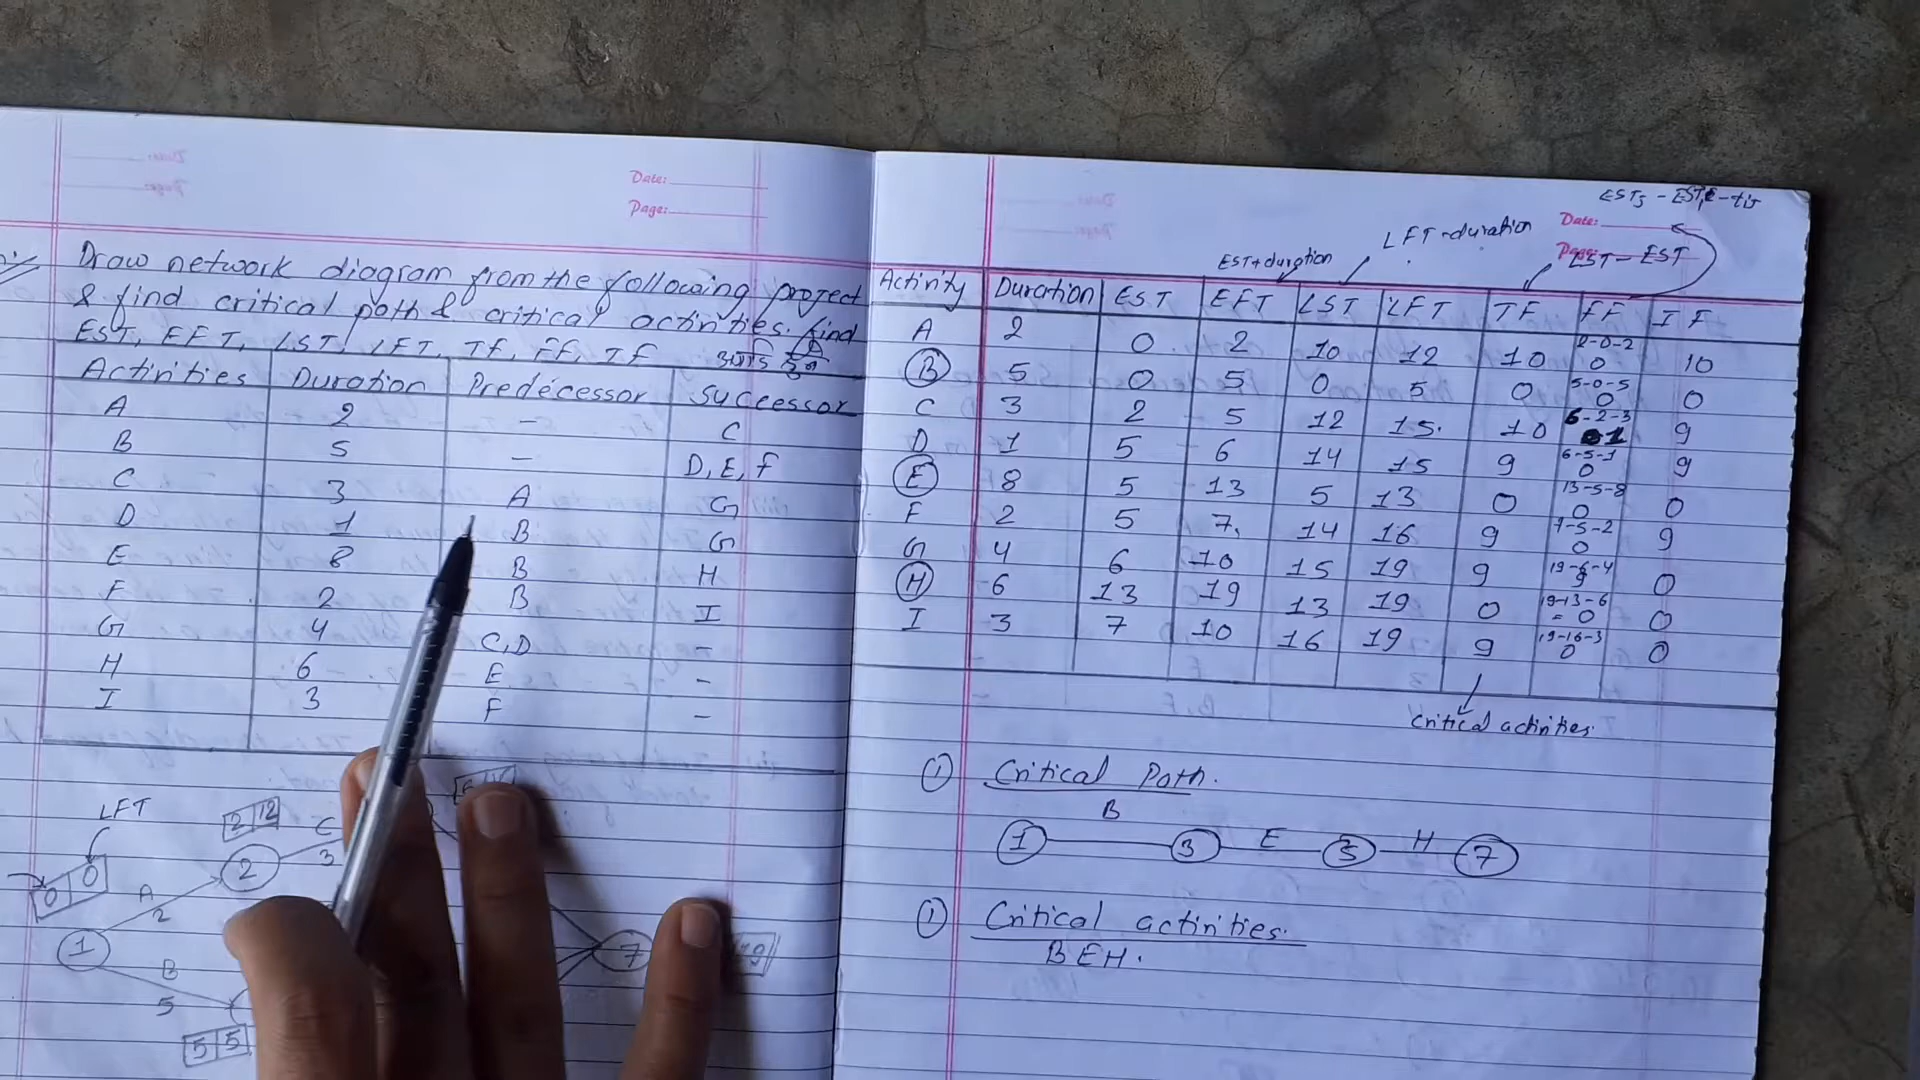 Date:
Page:
Draw network diagram from the following project
& find critical path & critical activities. find
EST, EFT, LST, LFT, Tf, Ff, If
Activities Duration Predecessor Successor
A 2 - C
B 5 - D, E, F
C 3 A G
D 1 B G
E 8 B H
F 2 B I
G 4 C,D -
H 6 E -
I 3 F -
LFT
2 12
C
3
0 0
A
2
2
1
B
5
7
5 5
ESTj - ESTi - tij
Date:
Page:
LST - EST
EST+duration
LFT-duration
Activity Duration EST EFT LST LFT TF FF IF
A 2 0 2 10 12 10 2-0-2 0 10
B 5 0 5 0 5 0 5-0-5 0 0
C 3 2 5 12 15. 10 6-2-3 1 9
D 1 5 6 14 15 9 6-5-1 0 9
E 8 5 13 5 13 0 13-5-8 0 0
F 2 5 7, 14 16 9 7-5-2 0 9
G 4 6 10 15 19 9 19-6-4 9 0
H 6 13 19 13 19 0 19-13-6 = 0 0
I 3 7 10 16 19 9 19-16-3 0 0
Critical activities.
1 Critical Path.
B
1 3 E 5 H 7
1 Critical activities.
BEH.